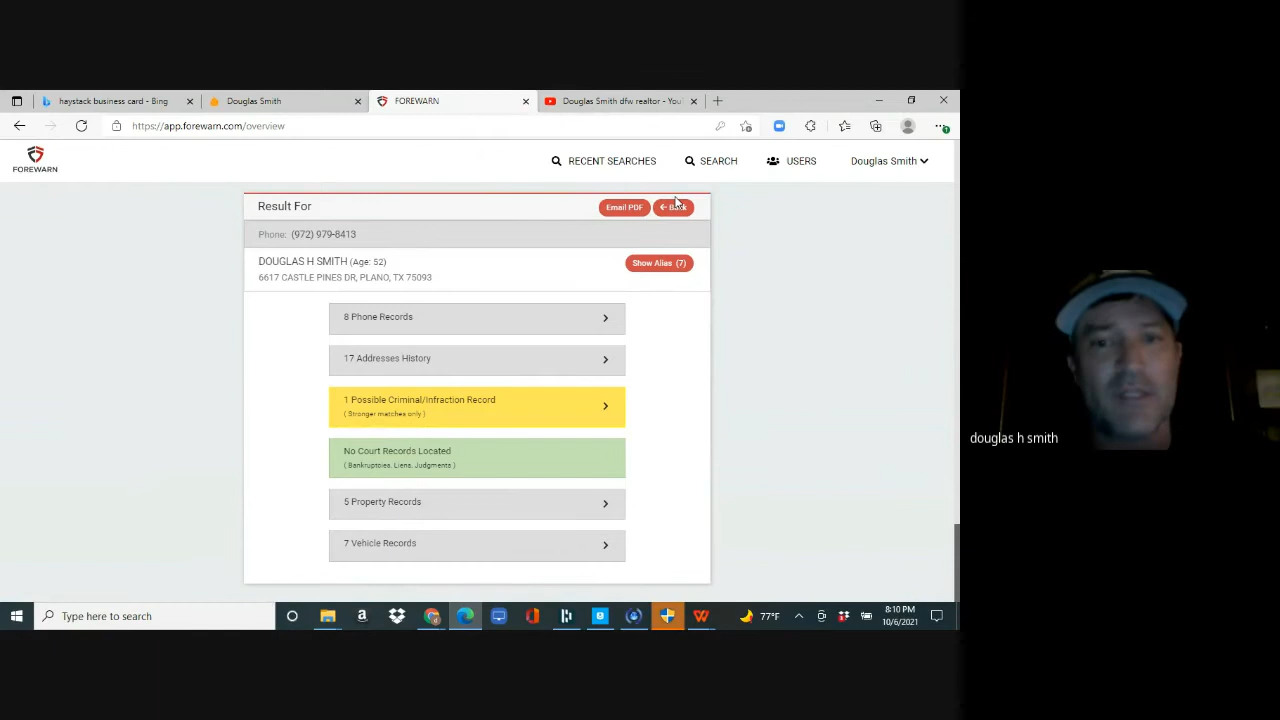 haystack business card - Bing
Douglas Smith
FOREWARN
Douglas Smith dfw realtor - You
https://app.forewarn.com/overview
FOREWARN
RECENT SEARCHES
SEARCH
USERS
Douglas Smith
Result For
Email PDF
Back
Phone: (972) 979-8413
DOUGLAS H SMITH (Age: 52)
Show Alias (7)
6617 CASTLE PINES DR, PLANO, TX 75093
8 Phone Records
17 Addresses History
1 Possible Criminal/Infraction Record
( Stronger matches only )
No Court Records Located
( Bankruptcies, Liens, Judgments )
5 Property Records
7 Vehicle Records
douglas h smith
Type here to search
77°F
8:10 PM
10/6/2021